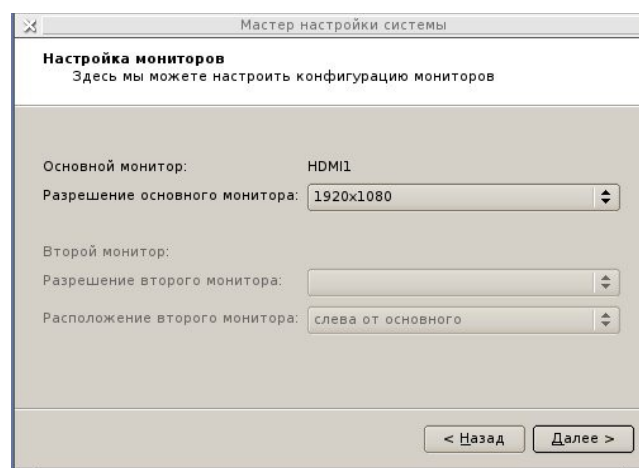 Мастер настройки системы
Настройка мониторов
Здесь мы можете настроить конфигурацию мониторов
Основной монитор: HDMI1
Разрешение основного монитора: 1920x1080
Второй монитор:
Разрешение второго монитора:
Расположение второго монитора: слева от основного
< Назад Далее >